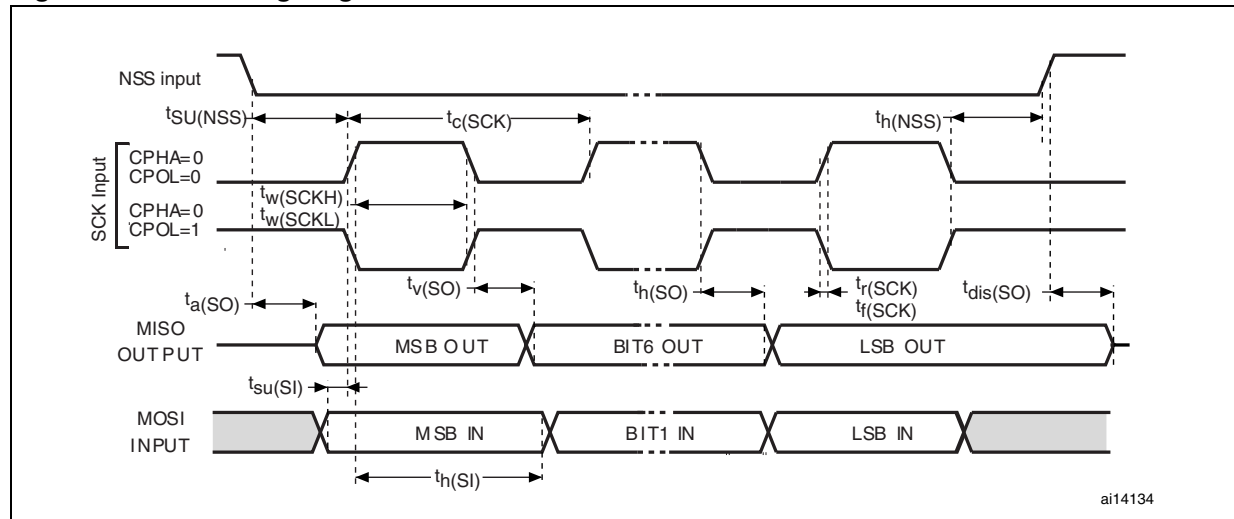 NSS input
tSU(NSS)
tc(SCK)
th(NSS)
SCK Input
CPHA=0
CPOL=0
tw(SCKH)
CPHA=0
tw(SCKL)
CPOL=1
ta(SO)
tv(SO)
th(SO)
tr(SCK)
tf(SCK)
tdis(SO)
MISO
OUTPUT
MSB OUT
BIT6 OUT
LSB OUT
tsu(SI)
MOSI
INPUT
MSB IN
BIT1 IN
LSB IN
th(SI)
ai14134